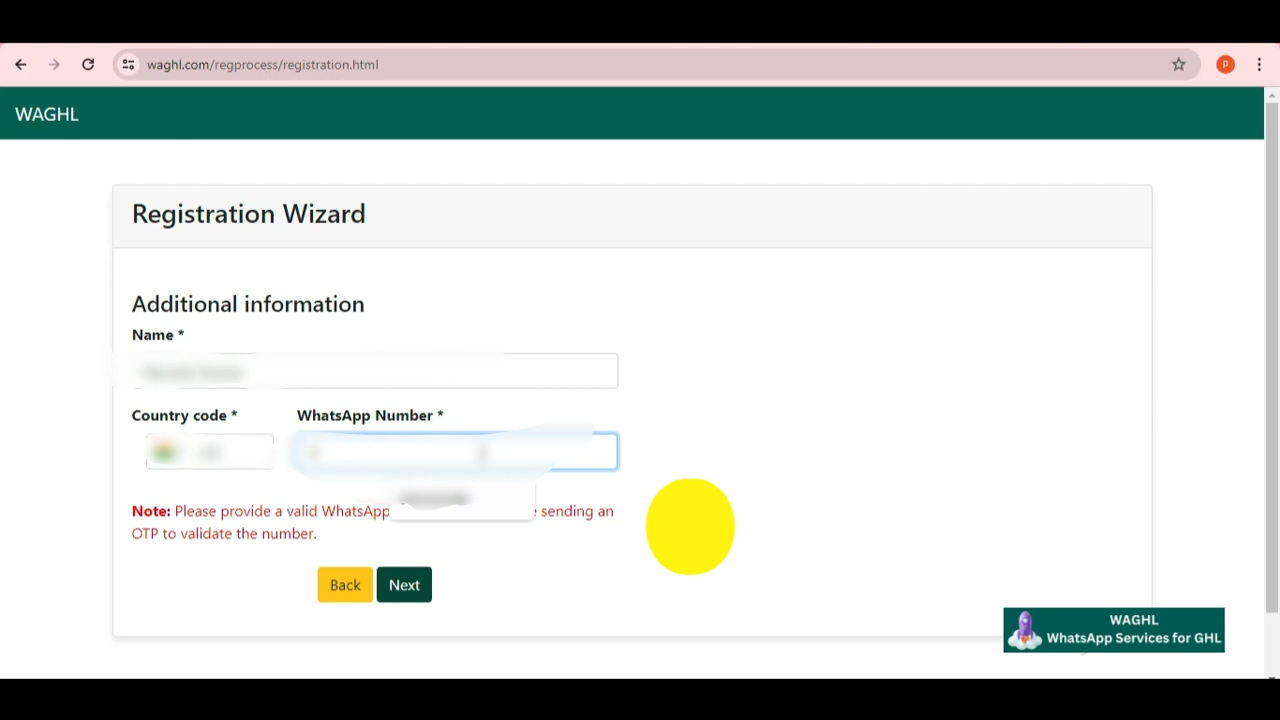 waghl.com/regprocess/registration.html
P
WAGHL
Registration Wizard
Additional information
Name *
Country code *
WhatsApp Number *
Note: Please provide a valid WhatsApp sending an
OTP to validate the number.
Back
Next
WAGHL
WhatsApp Services for GHL